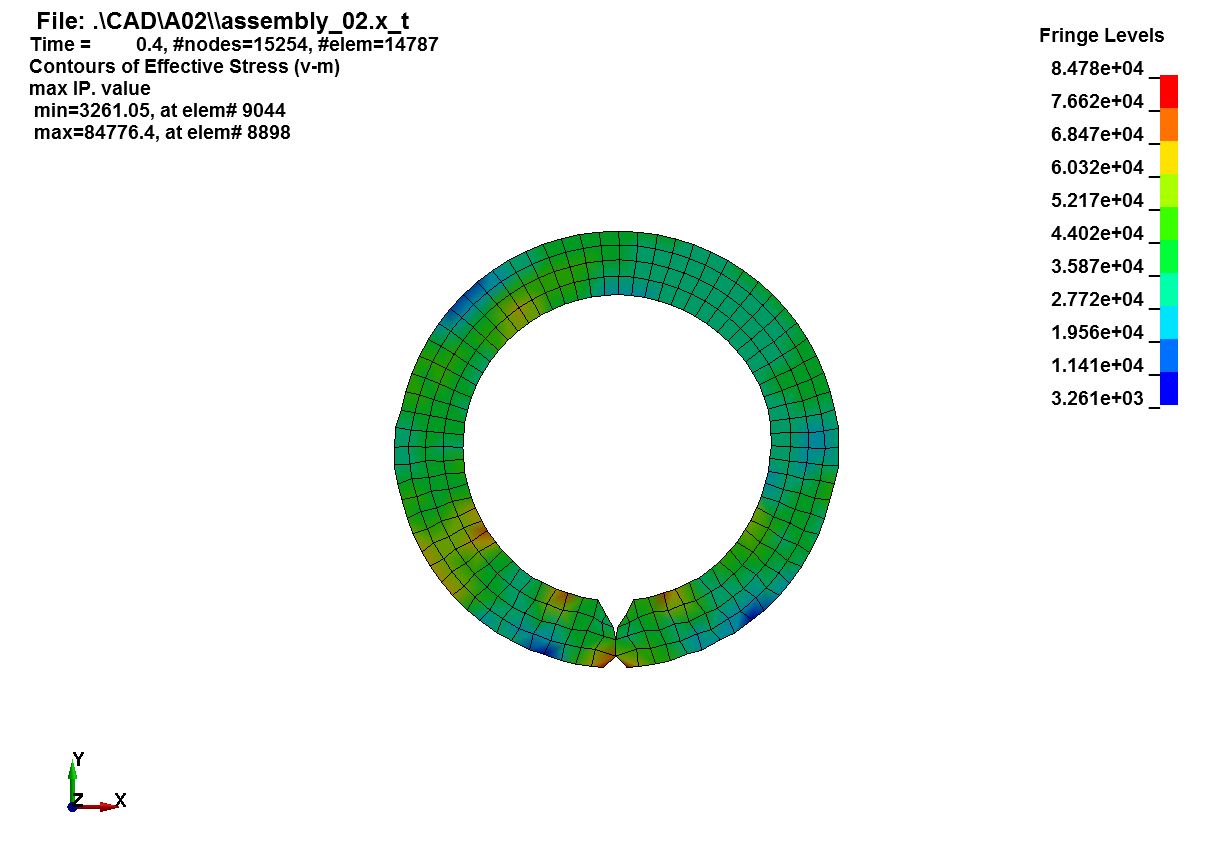 File: .\CAD\A02\\assembly_02.x_t
Time = 0.4, #nodes=15254, #elem=14787
Contours of Effective Stress (v-m)
max IP. value
min=3261.05, at elem# 9044
max=84776.4, at elem# 8898
Fringe Levels
8.478e+04
7.662e+04
6.847e+04
6.032e+04
5.217e+04
4.402e+04
3.587e+04
2.772e+04
1.956e+04
1.141e+04
3.261e+03
Y
Z
X